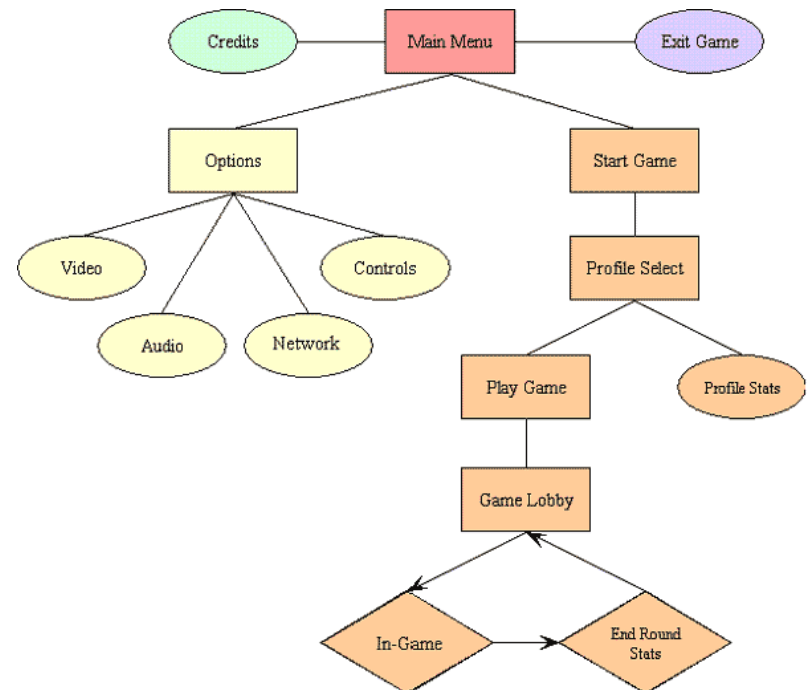 Credits
Main Menu
Exit Game
Options
Start Game
Video
Controls
Profile Select
Audio
Network
Play Game
Profile Stats
Game Lobby
In-Game
End Round
Stats